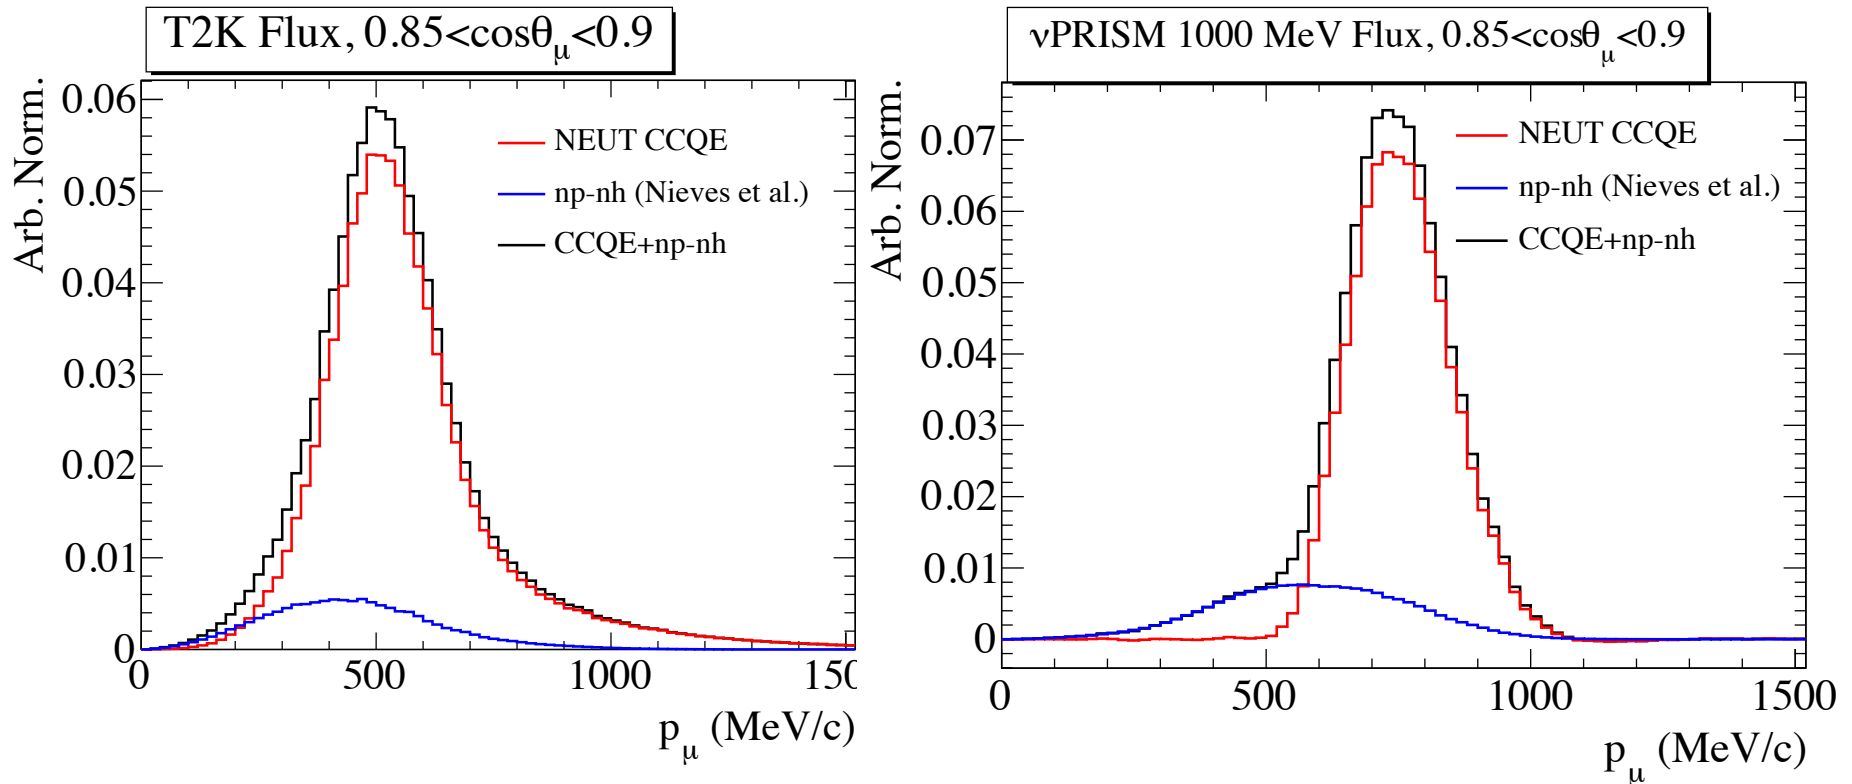 T2K Flux, 0.85<cosθμ<0.9
Arb. Norm.
0.06
0.05
0.04
0.03
0.02
0.01
0
NEUT CCQE
np-nh (Nieves et al.)
CCQE+np-nh
0 500 1000 150
pμ (MeV/c)
νPRISM 1000 MeV Flux, 0.85<cosθμ<0.9
Arb. Norm.
0.07
0.06
0.05
0.04
0.03
0.02
0.01
0
NEUT CCQE
np-nh (Nieves et al.)
CCQE+np-nh
0 500 1000 1500
pμ (MeV/c)